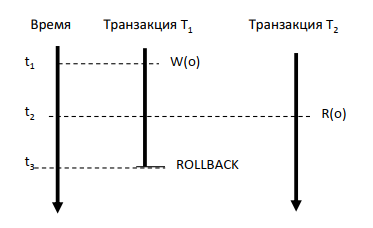 Время Транзакция T1 Транзакция T2
t1 W(o)
t2 R(o)
t3 ROLLBACK